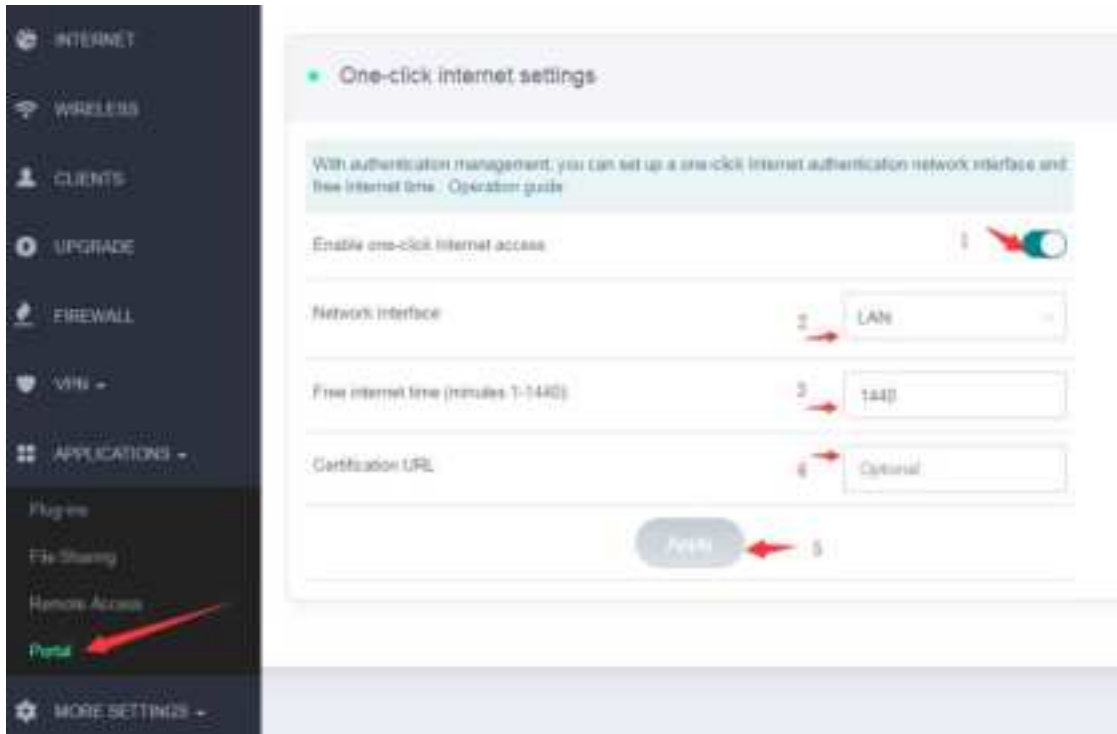 INTERNET
WIRELESS
CLIENTS
UPGRADE
FIREWALL
VPN
APPLICATIONS
Plug-ins
File Sharing
Remote Access
Portal
MORE SETTINGS
One-click internet settings
With authentication management, you can set up a one-click Internet authentication network interface and
free Internet time. Operation guide
Enable one-click Internet access
1
Network interface
2
LAN
Free internet time (minutes 1-1440)
3
1440
Certification URL
4
Optional
Apply
5